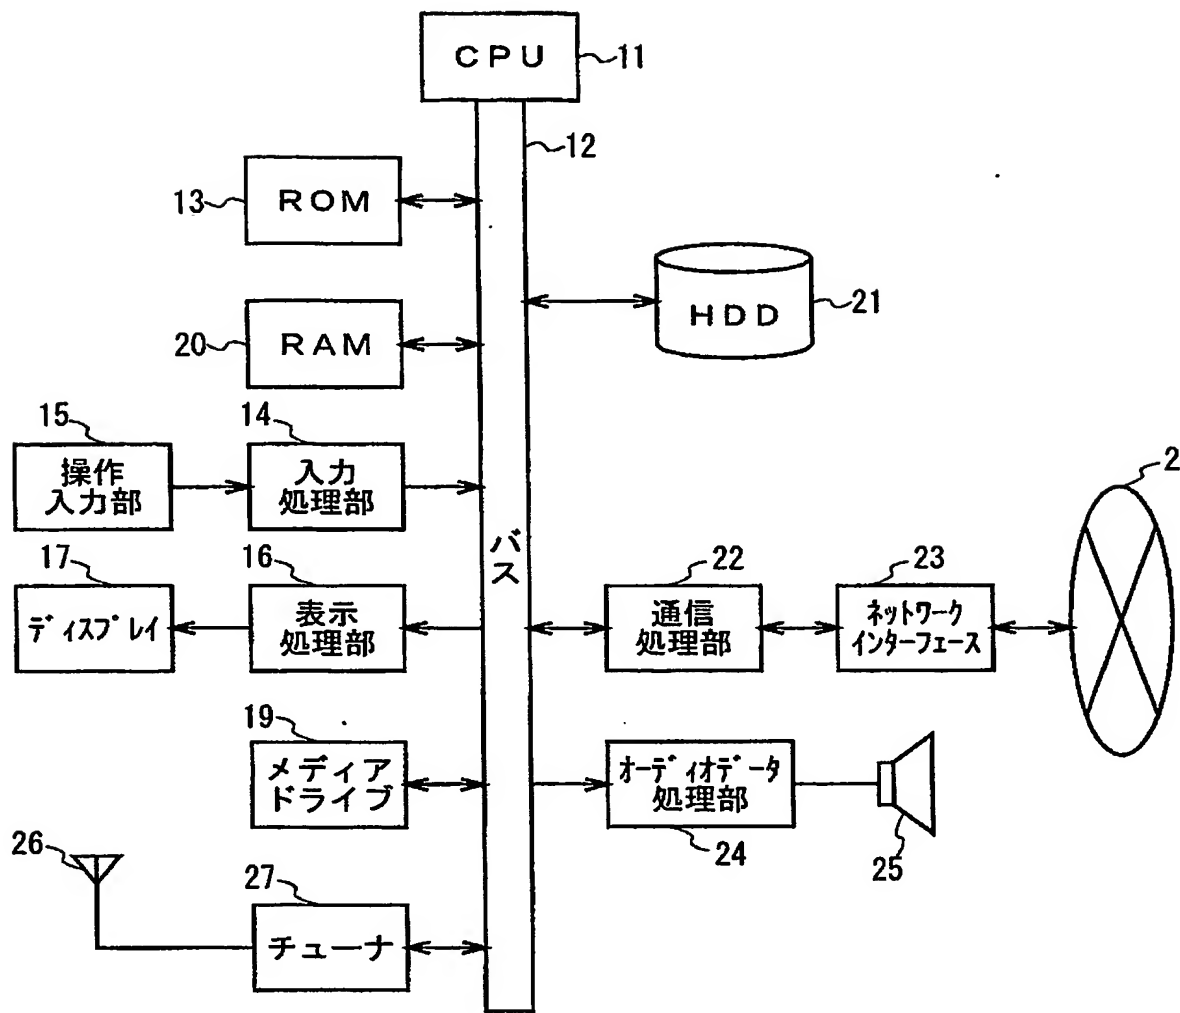 CPU
11
12
13
ROM
21
HDD
20
RAM
15
14
操作
入力部
入力
処理部
バス
2
17
16
22
23
ディスプレイ
表示
処理部
通信
処理部
ネットワーク
インターフェース
19
メディア
ドライブ
オーディオデータ
処理部
24
25
26
27
チューナ